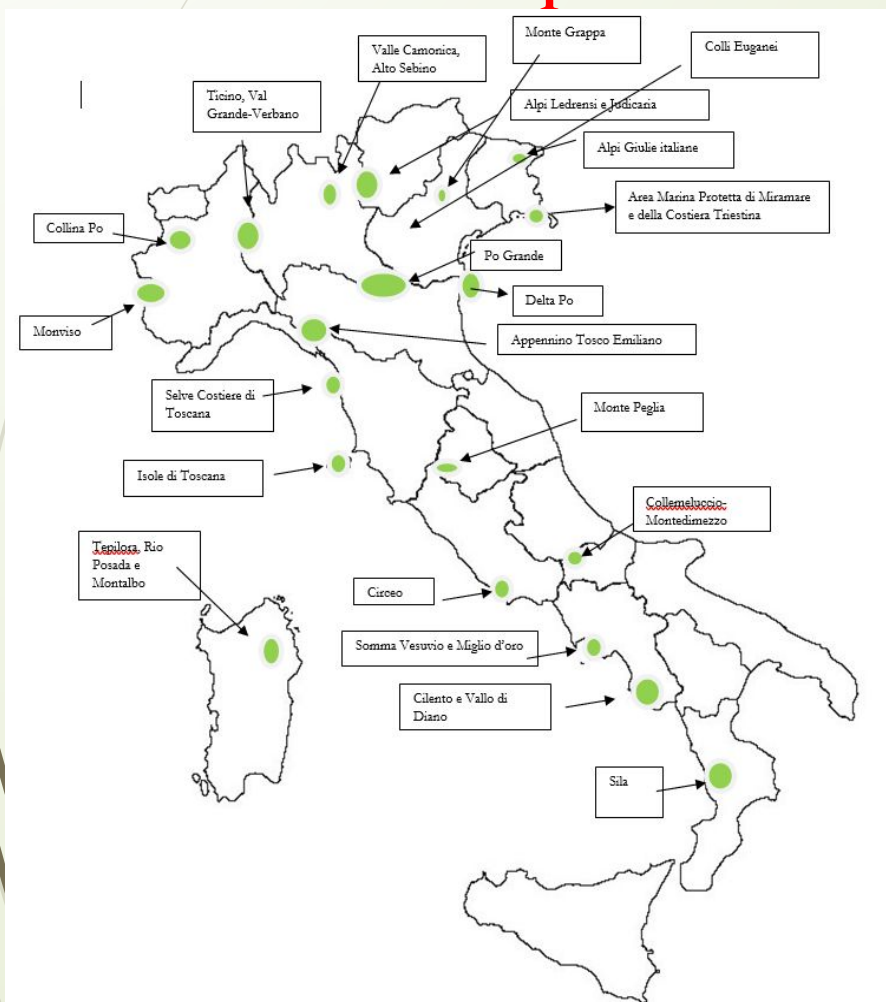 Monte Grappa
Colli Euganei
Valle Camonica,
Alto Sebino
Ticino, Val
Grande-Verbano
Alpi Ledrensi e Judicaria
Alpi Giulie italiane
Area Marina Protetta di Miramare
e della Costiera Triestina
Collina Po
Po Grande
Delta Po
Monviso
Appennino Tosco Emiliano
Selve Costiere di
Toscana
Monte Peglia
Isole di Toscana
Collemeluccio-
Montedimezzo
Tepilora, Rio
Posada e
Montalbo
Circeo
Somma Vesuvio e Miglio d'oro
Cilento e Vallo di
Diano
Sila